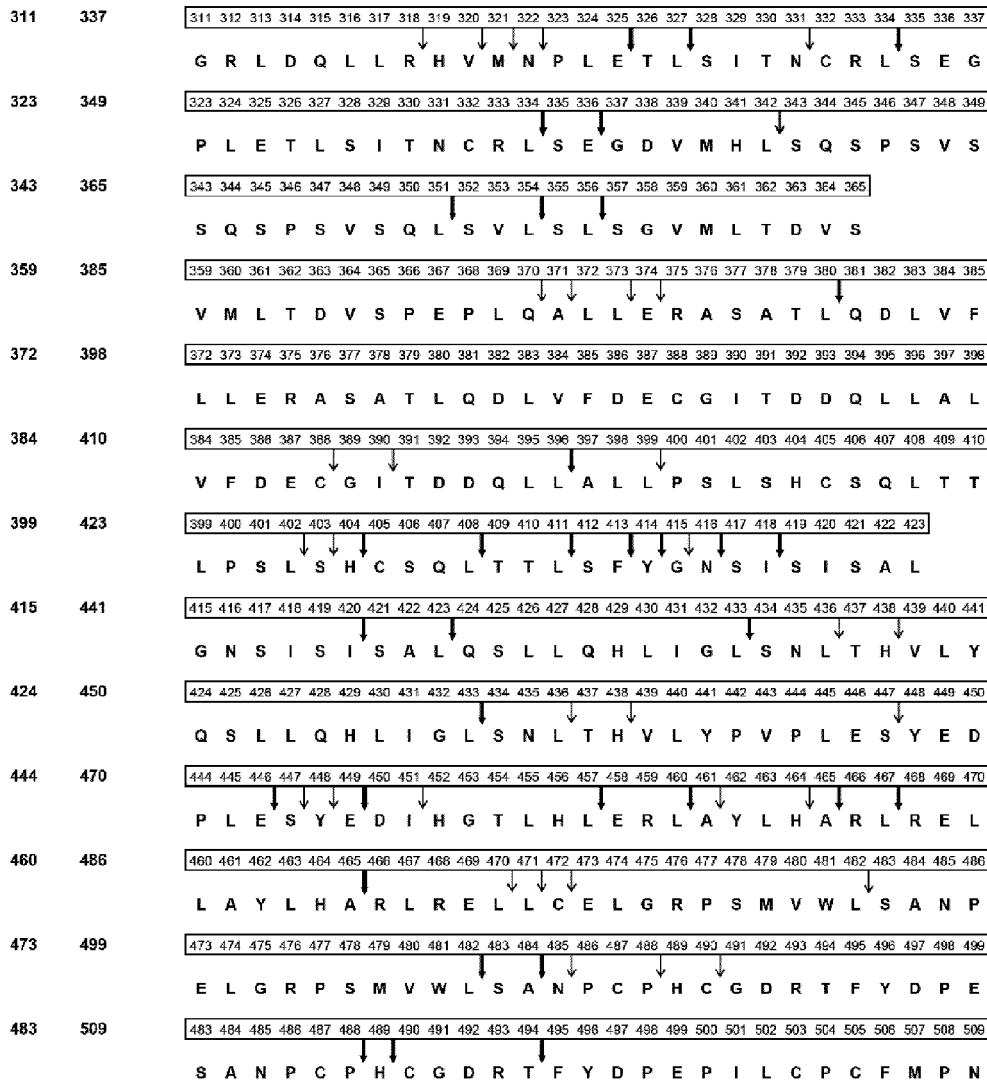 311 337 311 312 313 314 315 316 317 318 319 320 321 322 323 324 325 326 327 328 329 330 331 332 333 334 335 336 337
G R L D Q L L R H V M N P L E T L S I T N C R L S E G
323 349 323 324 325 326 327 328 329 330 331 332 333 334 335 336 337 338 339 340 341 342 343 344 345 346 347 348 349
P L E T L S I T N C R L S E G D V M H L S Q S P S V S
343 365 343 344 345 346 347 348 349 350 351 352 353 354 355 356 357 358 359 360 361 362 363 364 365
S Q S P S V S Q L S V L S L S G V M L T D V S
359 385 359 360 361 362 363 364 365 366 367 368 369 370 371 372 373 374 375 376 377 378 379 380 381 382 383 384 385
V M L T D V S P E P L Q A L L E R A S A T L Q D L V F
372 398 372 373 374 375 376 377 378 379 380 381 382 383 384 385 386 387 388 389 390 391 392 393 394 395 396 397 398
L L E R A S A T L Q D L V F D E C G I T D D Q L L A L
384 410 384 385 386 387 388 389 390 391 392 393 394 395 396 397 398 399 400 401 402 403 404 405 406 407 408 409 410
V F D E C G I T D D Q L L A L L P S L S H C S Q L T T
399 423 399 400 401 402 403 404 405 406 407 408 409 410 411 412 413 414 415 416 417 418 419 420 421 422 423
L P S L S H C S Q L T T L S F Y G N S I S I S A L
415 441 415 416 417 418 419 420 421 422 423 424 425 426 427 428 429 430 431 432 433 434 435 436 437 438 439 440 441
G N S I S I S A L Q S L L Q H L I G L S N L T H V L Y
424 450 424 425 426 427 428 429 430 431 432 433 434 435 436 437 438 439 440 441 442 443 444 445 446 447 448 449 450
Q S L L Q H L I G L S N L T H V L Y P V P L E S Y E D
444 470 444 445 446 447 448 449 450 451 452 453 454 455 456 457 458 459 460 461 462 463 464 465 466 467 468 469 470
P L E S Y E D I H G T L H L E R L A Y L H A R L R E L
460 486 460 461 462 463 464 465 466 467 468 469 470 471 472 473 474 475 476 477 478 479 480 481 482 483 484 485 486
L A Y L H A R L R E L L C E L G R P S M V W L S A N P
473 499 473 474 475 476 477 478 479 480 481 482 483 484 485 486 487 488 489 490 491 492 493 494 495 496 497 498 499
E L G R P S M V W L S A N P C P H C G D R T F Y D P E
483 509 483 484 485 486 487 488 489 490 491 492 493 494 495 496 497 498 499 500 501 502 503 504 505 506 507 508 509
S A N P C P H C G D R T F Y D P E P I L C P C F M P N